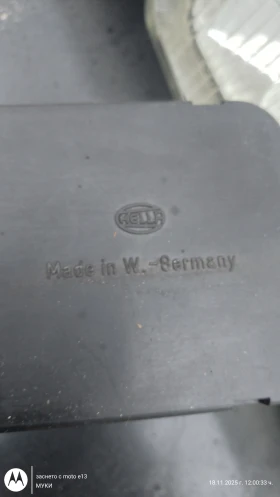 HELLA
Made in W.-Germany
заснето с moto e13
МУКИ
18.11.2025 г. 12:00:33 ч.